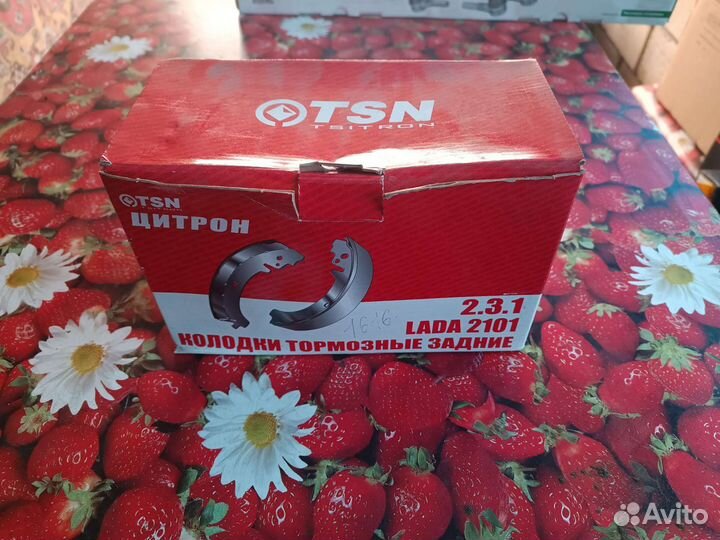 TSN
TSITRON
TSN
ЦИТРОН
2.3.1
LADA 2101
КОЛОДКИ ТОРМОЗНЫЕ ЗАДНИЕ
Avito